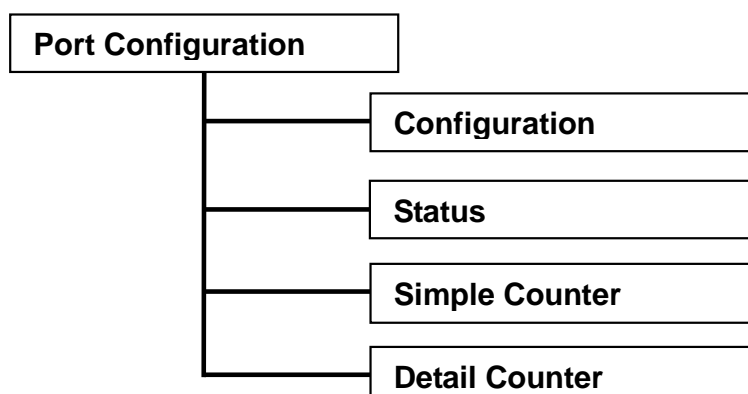 Port Configuration
Configuration
Status
Simple Counter
Detail Counter